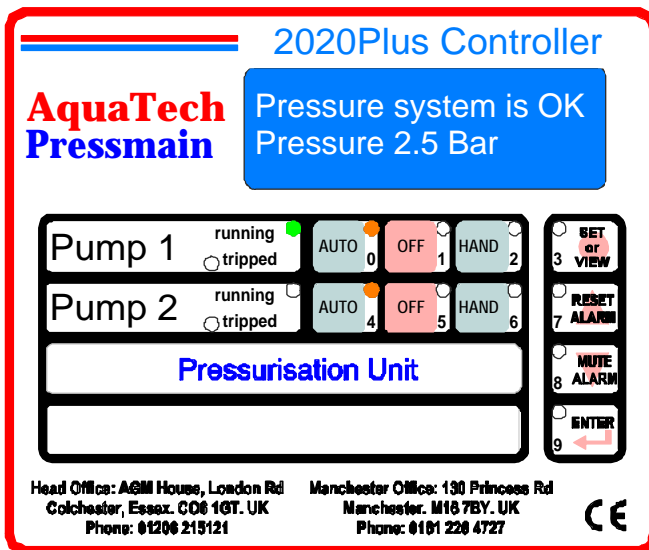 2020Plus Controller
AquaTech
Pressmain
Pressure system is OK
Pressure 2.5 Bar
Pump 1
running
tripped
AUTO 0
OFF 1
HAND 2
3 SET
or
VIEW
Pump 2
running
tripped
AUTO 4
OFF 5
HAND 6
7 RESET
ALARM
Pressurisation Unit
8 MUTE
ALARM
9 ENTER
Head Office: AGM House, London Rd
Colchester, Essex. CO6 1GT. UK
Phone: 01206 215121
Manchester Office: 130 Princess Rd
Manchester. M16 7BY. UK
Phone: 0161 226 4727
CE